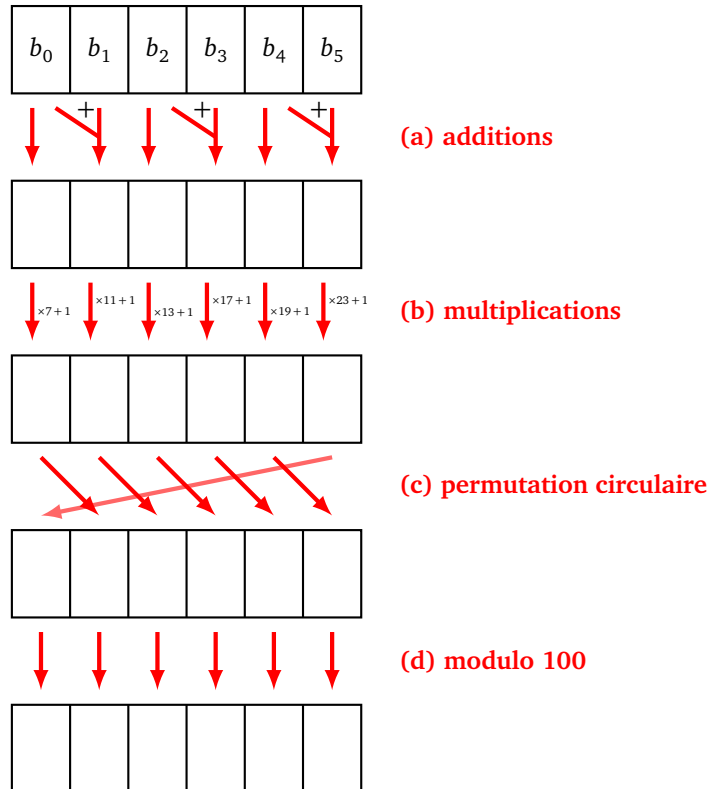 b₀ b₁ b₂ b₃ b₄ b₅
+ + +
(a) additions
×7+1 ×11+1 ×13+1 ×17+1 ×19+1 ×23+1
(b) multiplications
(c) permutation circulaire
(d) modulo 100